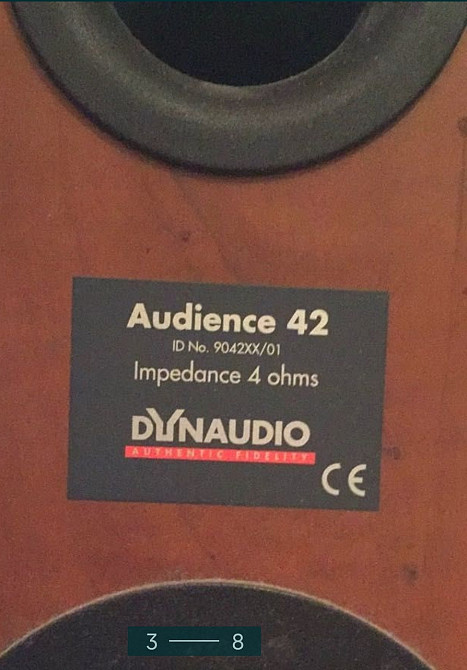 Audience 42
ID No. 9042XX/01
Impedance 4 ohms
DYNAUDIO
AUTHENTIC FIDELITY
CE
3 — 8